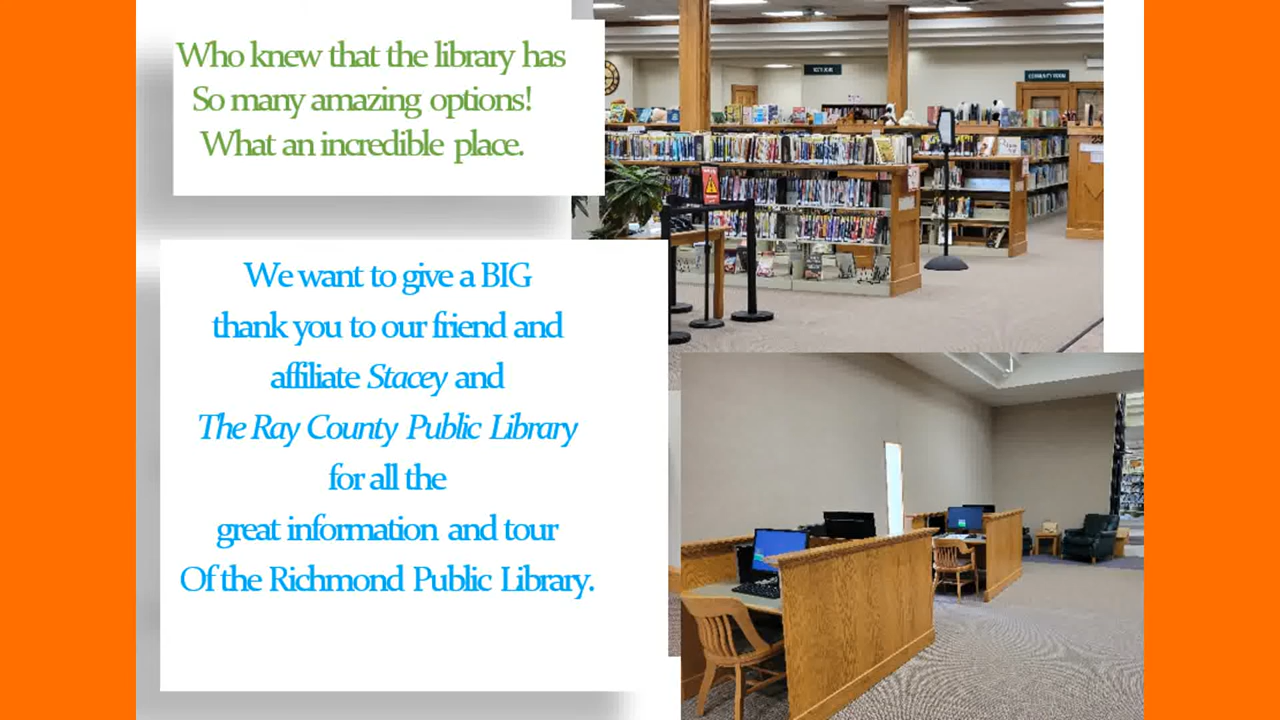 Who knew that the library has
So many amazing options!
What an incredible place.
We want to give a BIG
thank you to our friend and
affiliate Stacey and
The Ray County Public Library
for all the
great information and tour
Of the Richmond Public Library.
COMMUNITY ROOM